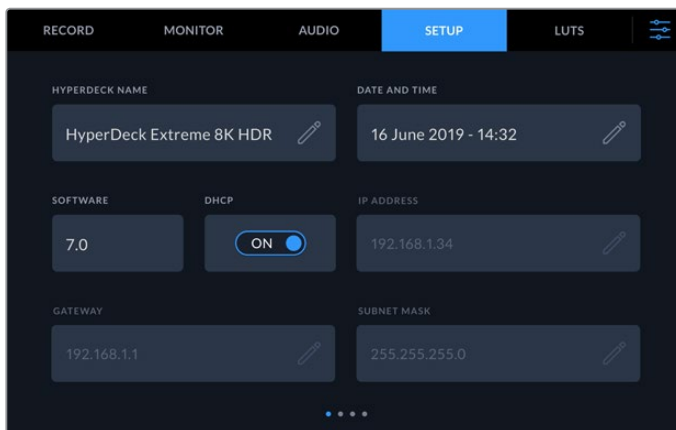 RECORD MONITOR AUDIO SETUP LUTS
HYPERDECK NAME DATE AND TIME
HyperDeck Extreme 8K HDR 16 June 2019 - 14:32
SOFTWARE DHCP IP ADDRESS
7.0 ON 192.168.1.34
GATEWAY SUBNET MASK
192.168.1.1 255.255.255.0